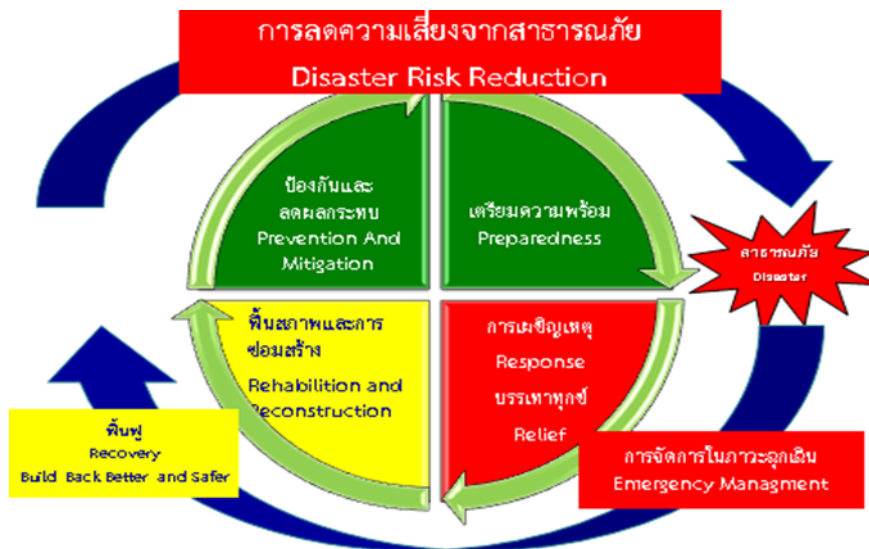 การลดความเสี่ยงจากสาธารณภัย
Disaster Risk Reduction
ป้องกันและ
ลดผลกระทบ
Prevention And
Mitigation
เตรียมความพร้อม
Preparedness
สาธารณภัย
Disaster
ฟื้นสภาพและการ
ซ่อมสร้าง
Rehabilition and
Reconstruction
การเผชิญเหตุ
Response
บรรเทาทุกข์
Relief
ฟื้นฟู
Recovery
Build Back Better and Safer
การจัดการในภาวะฉุกเฉิน
Emergency Managment